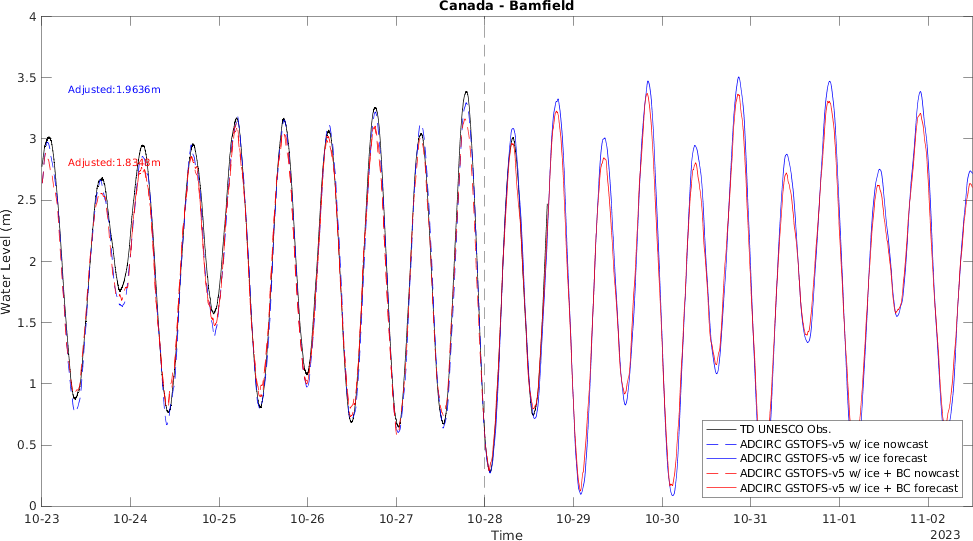 Canada - Bamfield
4
3.5
3
2.5
2
1.5
1
0.5
0
Water Level (m)
Adjusted:1.9636m
Adjusted:1.8348m
TD UNESCO Obs.
ADCIRC GSTOFS-v5 w/ ice nowcast
ADCIRC GSTOFS-v5 w/ ice forecast
ADCIRC GSTOFS-v5 w/ ice + BC nowcast
ADCIRC GSTOFS-v5 w/ ice + BC forecast
10-23 10-24 10-25 10-26 10-27 10-28 10-29 10-30 10-31 11-01 11-02
Time
2023